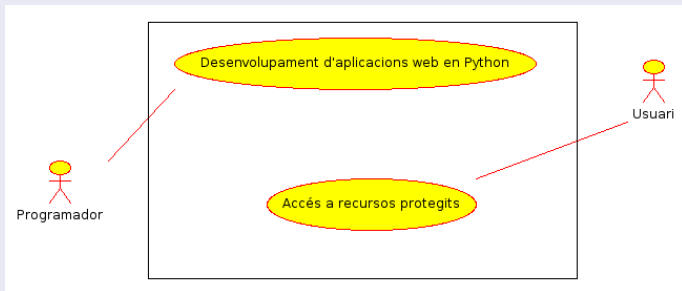 Desenvolupament d'aplicacions web en Python
Usuari
Accés a recursos protegits
Programador